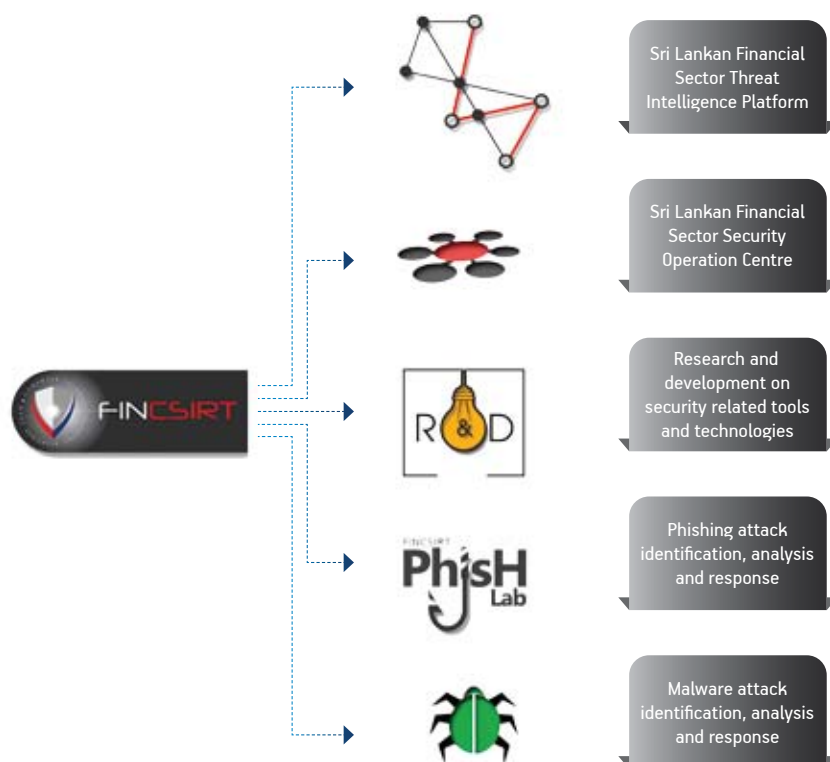 Sri Lankan Financial
Sector Threat
Intelligence Platform
Sri Lankan Financial
Sector Security
Operation Centre
FINCSIRT
R & D
Research and
development on
security related tools
and technologies
FINCSIRT
PhisH
Lab
Phishing attack
identification, analysis
and response
Malware attack
identification, analysis
and response